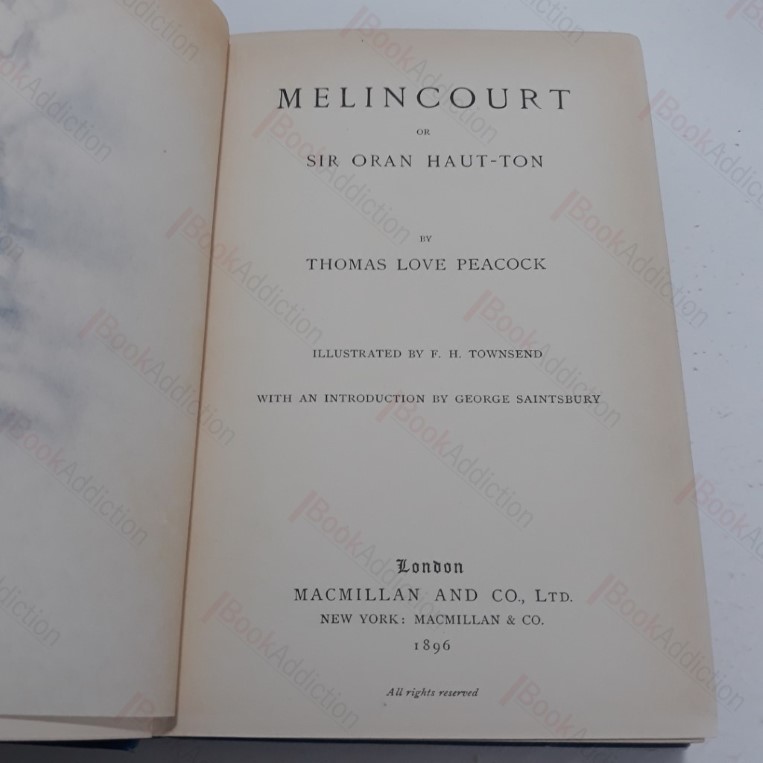 MELINCOURT
OR
SIR ORAN HAUT-TON
BY
THOMAS LOVE PEACOCK
ILLUSTRATED BY F. H. TOWNSEND
WITH AN INTRODUCTION BY GEORGE SAINTSBURY
London
MACMILLAN AND CO., LTD.
NEW YORK: MACMILLAN & CO.
1896
All rights reserved
BookAddiction